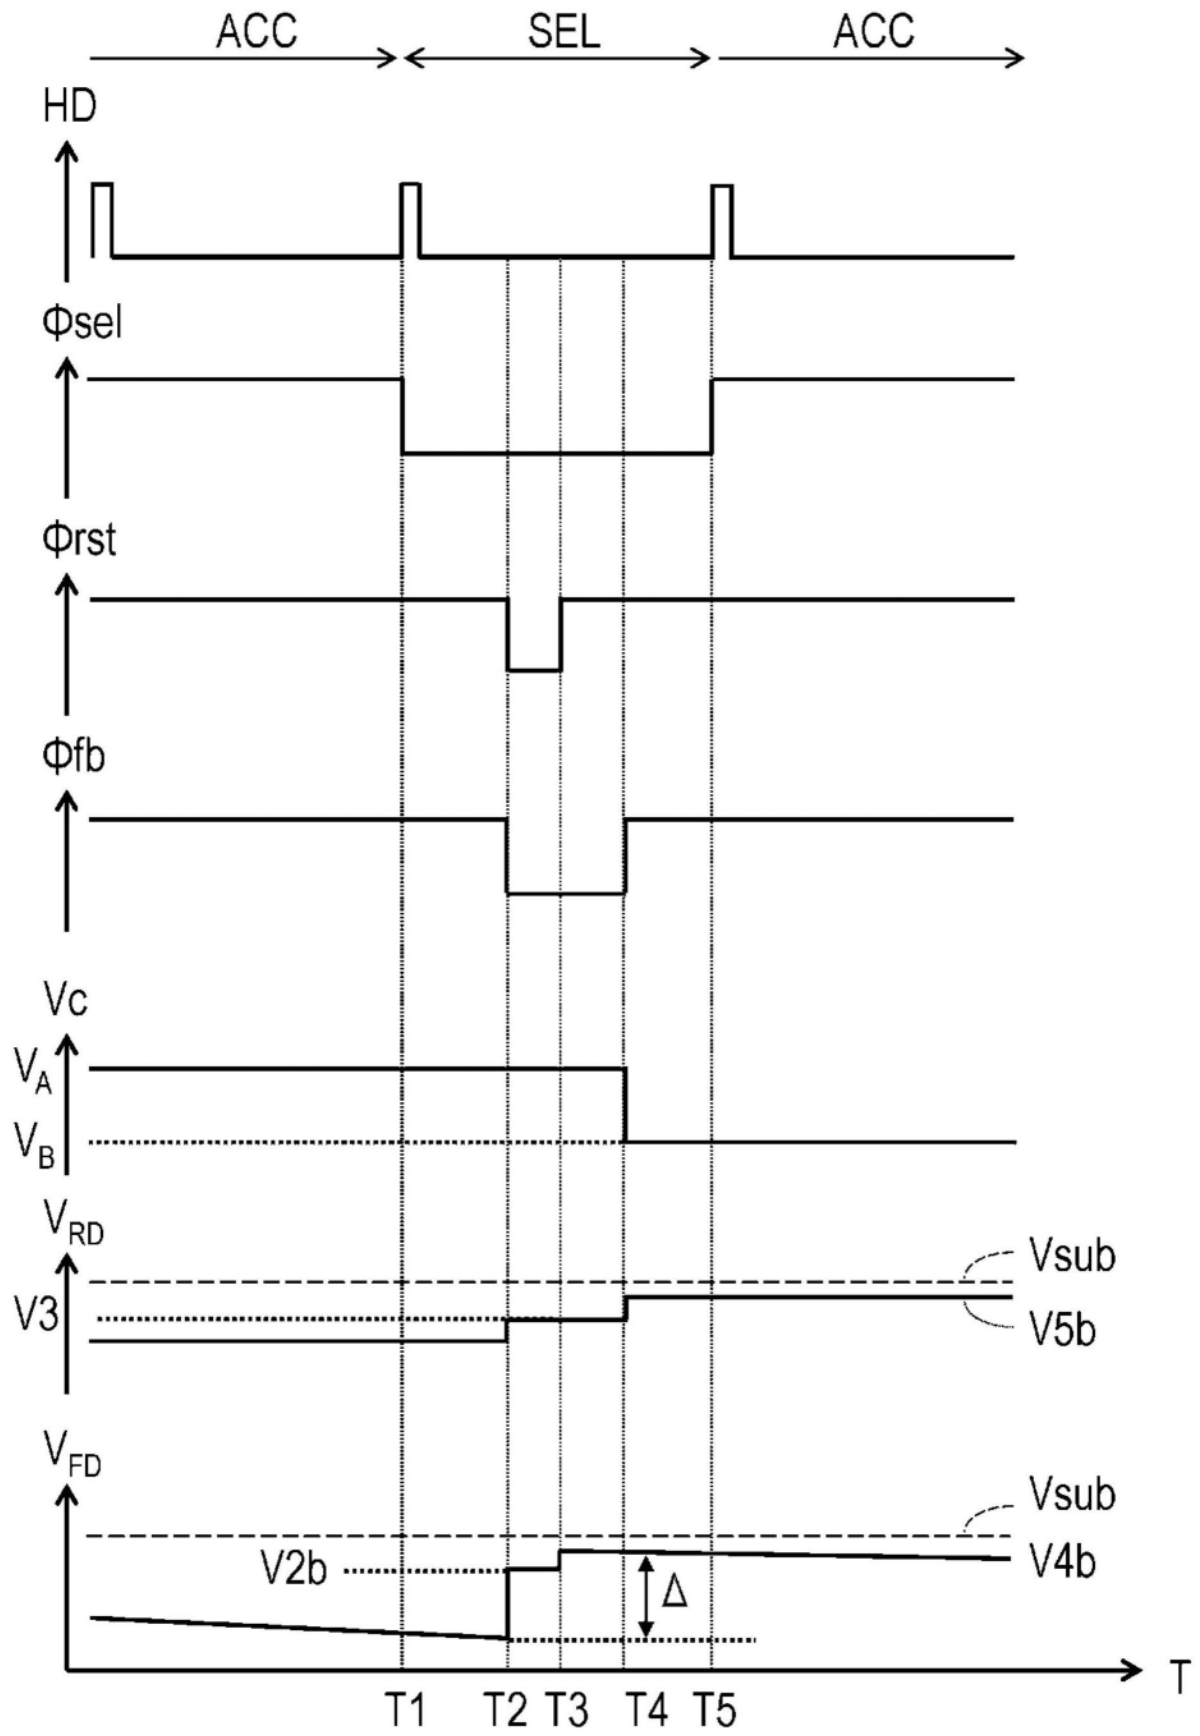 ACC SEL ACC
HD
Φsel
Φrst
Φfb
Vc
VA
VB
VRD
Vsub
V3
V5b
VFD
Vsub
V2b
V4b
Δ
T
T1 T2 T3 T4 T5